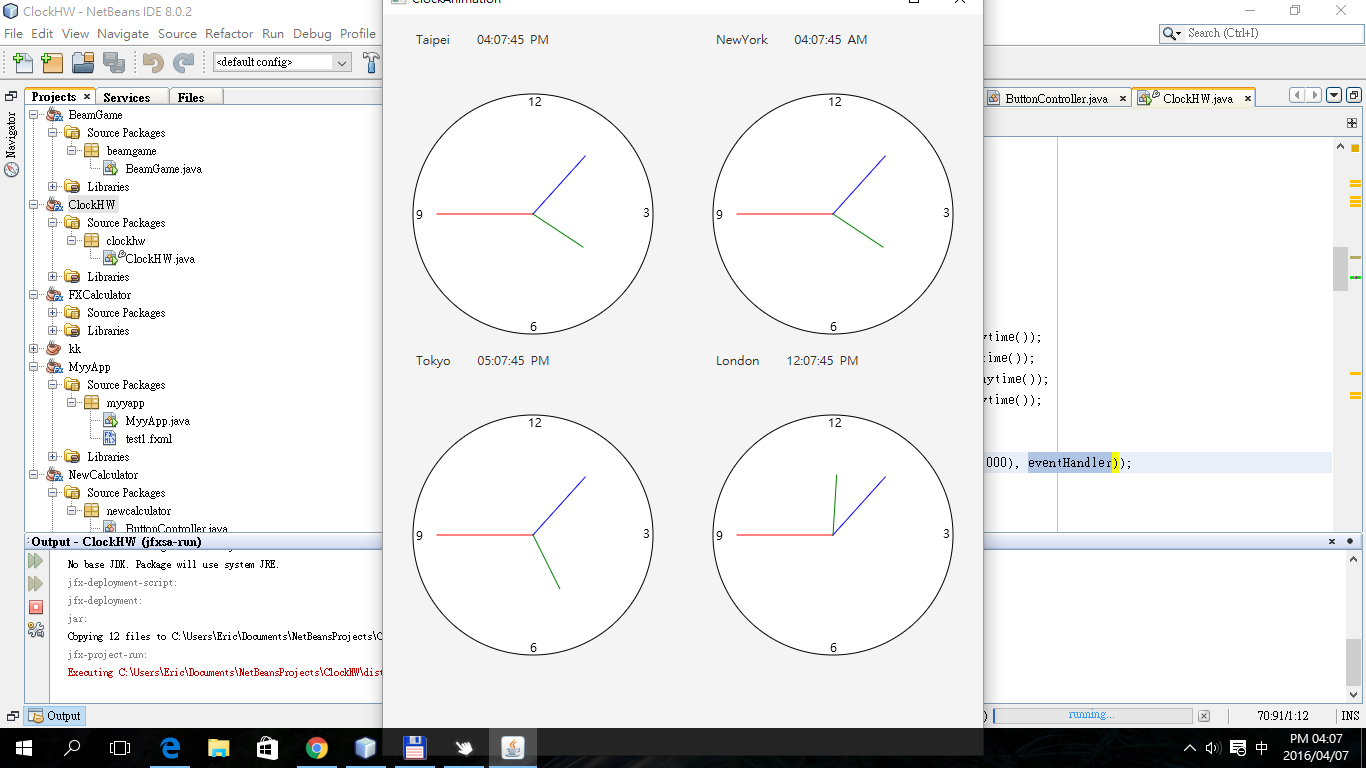 ClockHW - NetBeans IDE 8.0.2
ClockAnimation
File Edit View Navigate Source Refactor Run Debug Profile
Search (Ctrl+I)
<default config>
Projects Services Files
ButtonController.java ClockHW.java
Navigator
BeamGame
Source Packages
beamgame
BeamGame.java
Libraries
ClockHW
Source Packages
clockhw
ClockHW.java
Libraries
FXCalculator
Source Packages
Libraries
kk
MyyApp
Source Packages
myyapp
MyyApp.java
test1.fxml
Libraries
NewCalculator
Source Packages
newcalculator
ButtonController.java
Taipei 04:07:45 PM
12
9
3
6
NewYork 04:07:45 AM
12
9
3
6
Tokyo 05:07:45 PM
12
9
3
6
London 12:07:45 PM
12
9
3
6
ytime());
time());
mytime());
ytime());
000), eventHandler));
Output - ClockHW (jfxsa-run)
No base JDK. Package will use system JRE.
jfx-deployment-script:
jfx-deployment:
jar:
Copying 12 files to C:\Users\Eric\Documents\NetBeansProjects\C
jfx-project-run:
Executing C:\Users\Eric\Documents\NetBeansProjects\ClockHW\dist
Output
) running... 70:91/1:12 INS
中
PM 04:07
2016/04/07